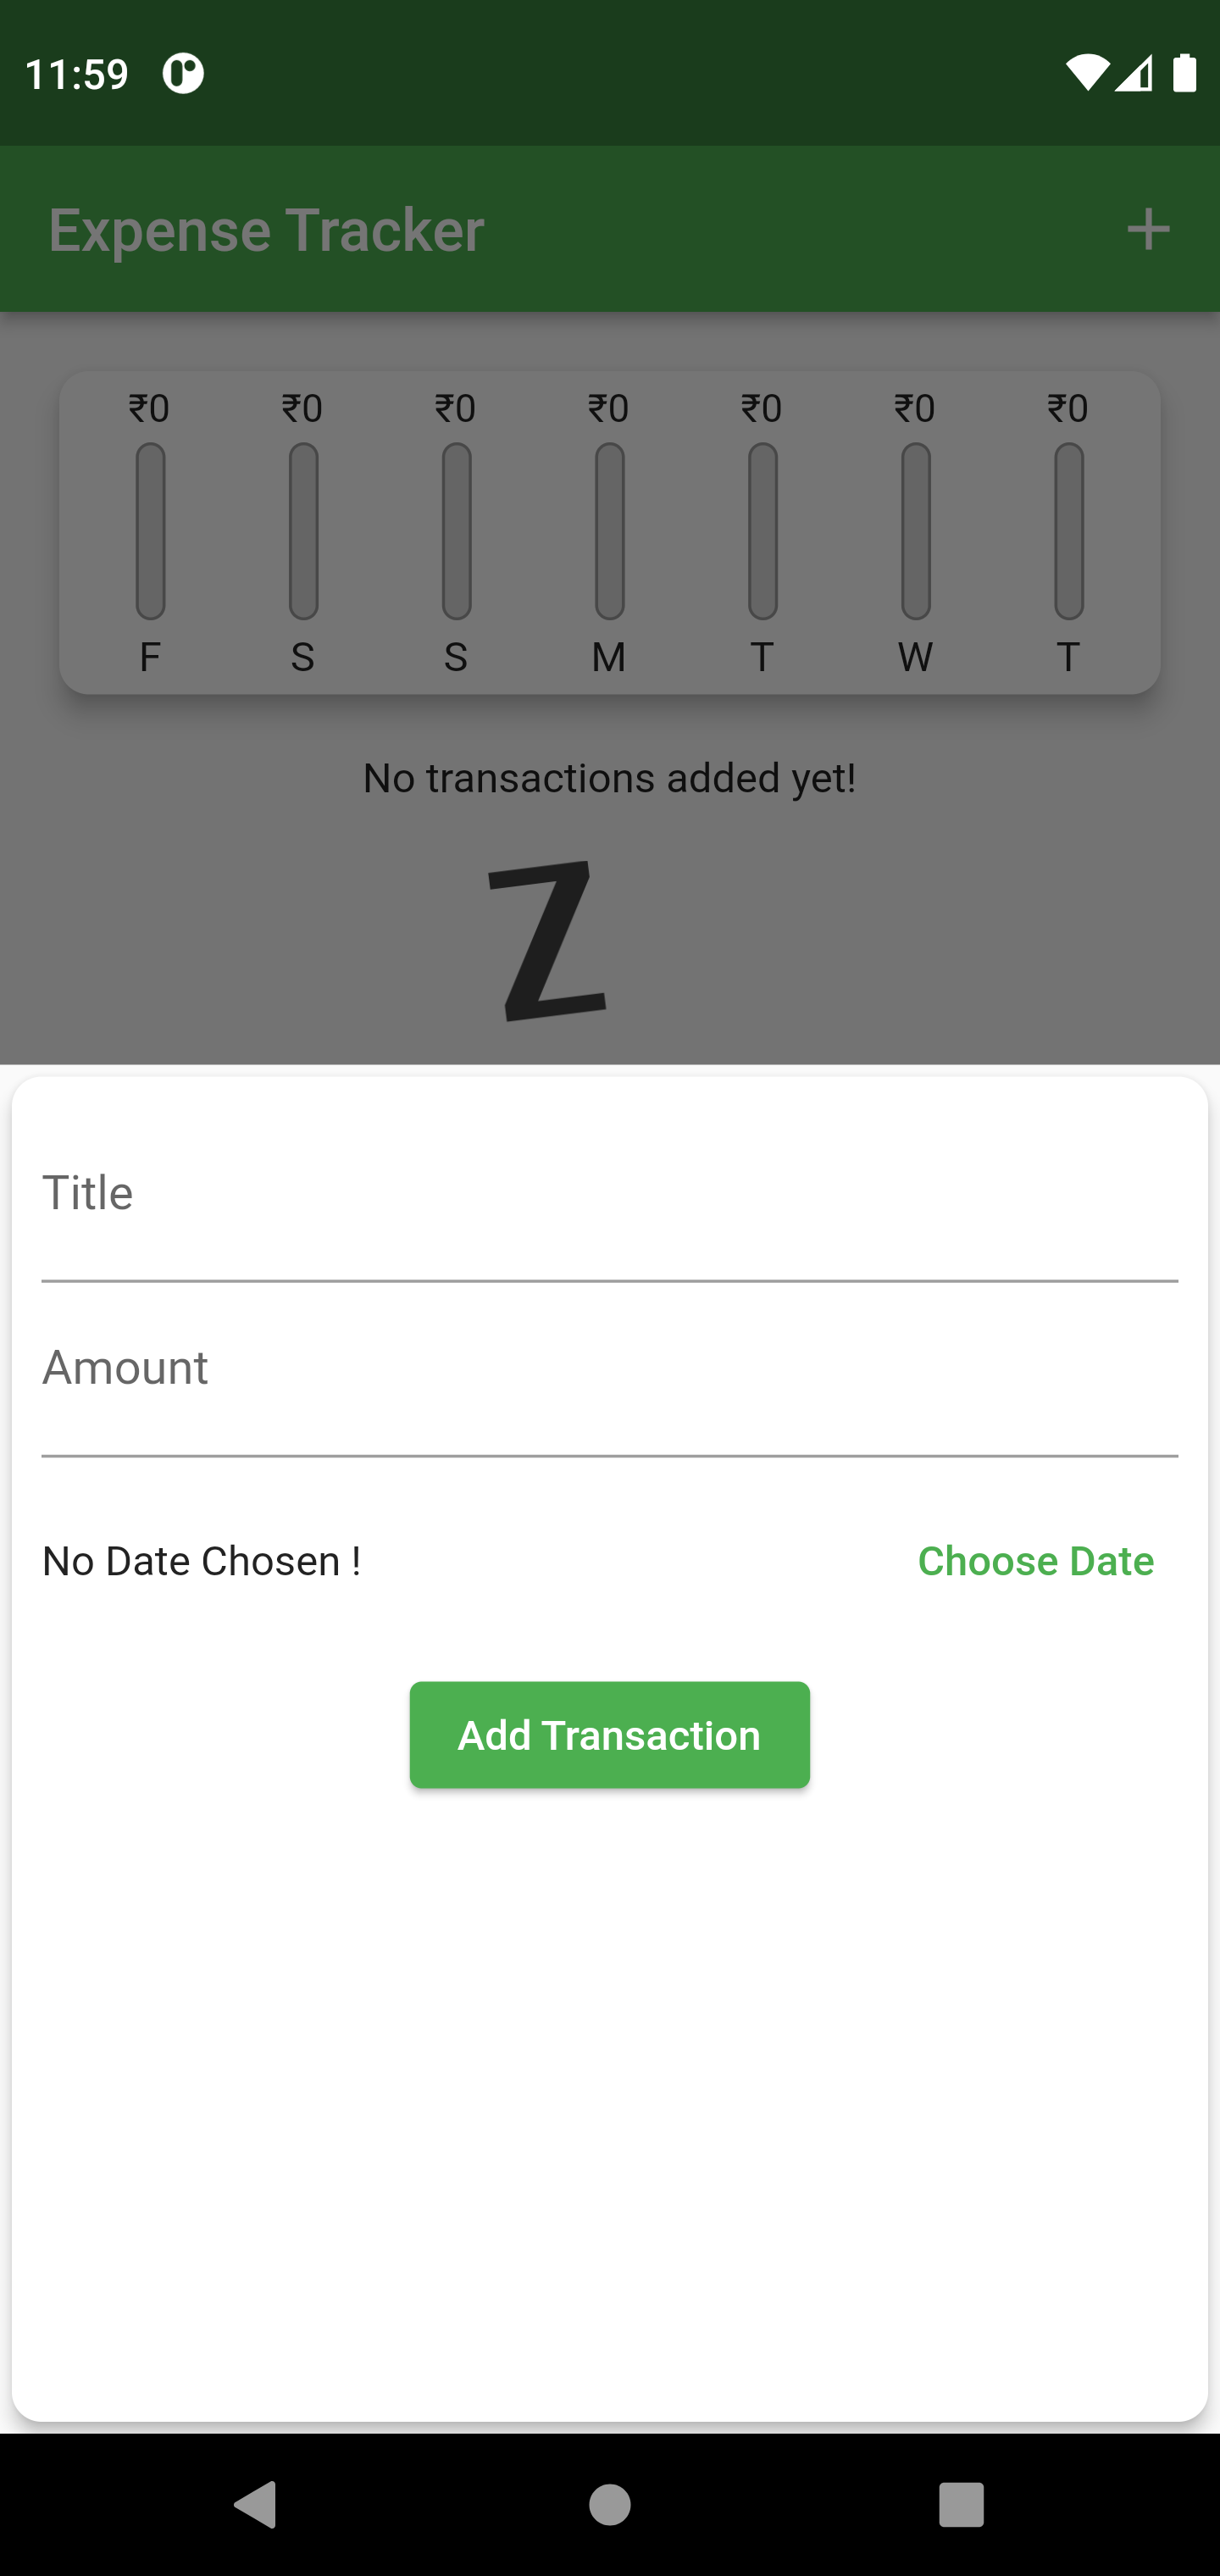 11:59
Expense Tracker +
₹0 ₹0 ₹0 ₹0 ₹0 ₹0 ₹0
F S S M T W T
No transactions added yet!
Z
Title
Amount
No Date Chosen ! Choose Date
Add Transaction